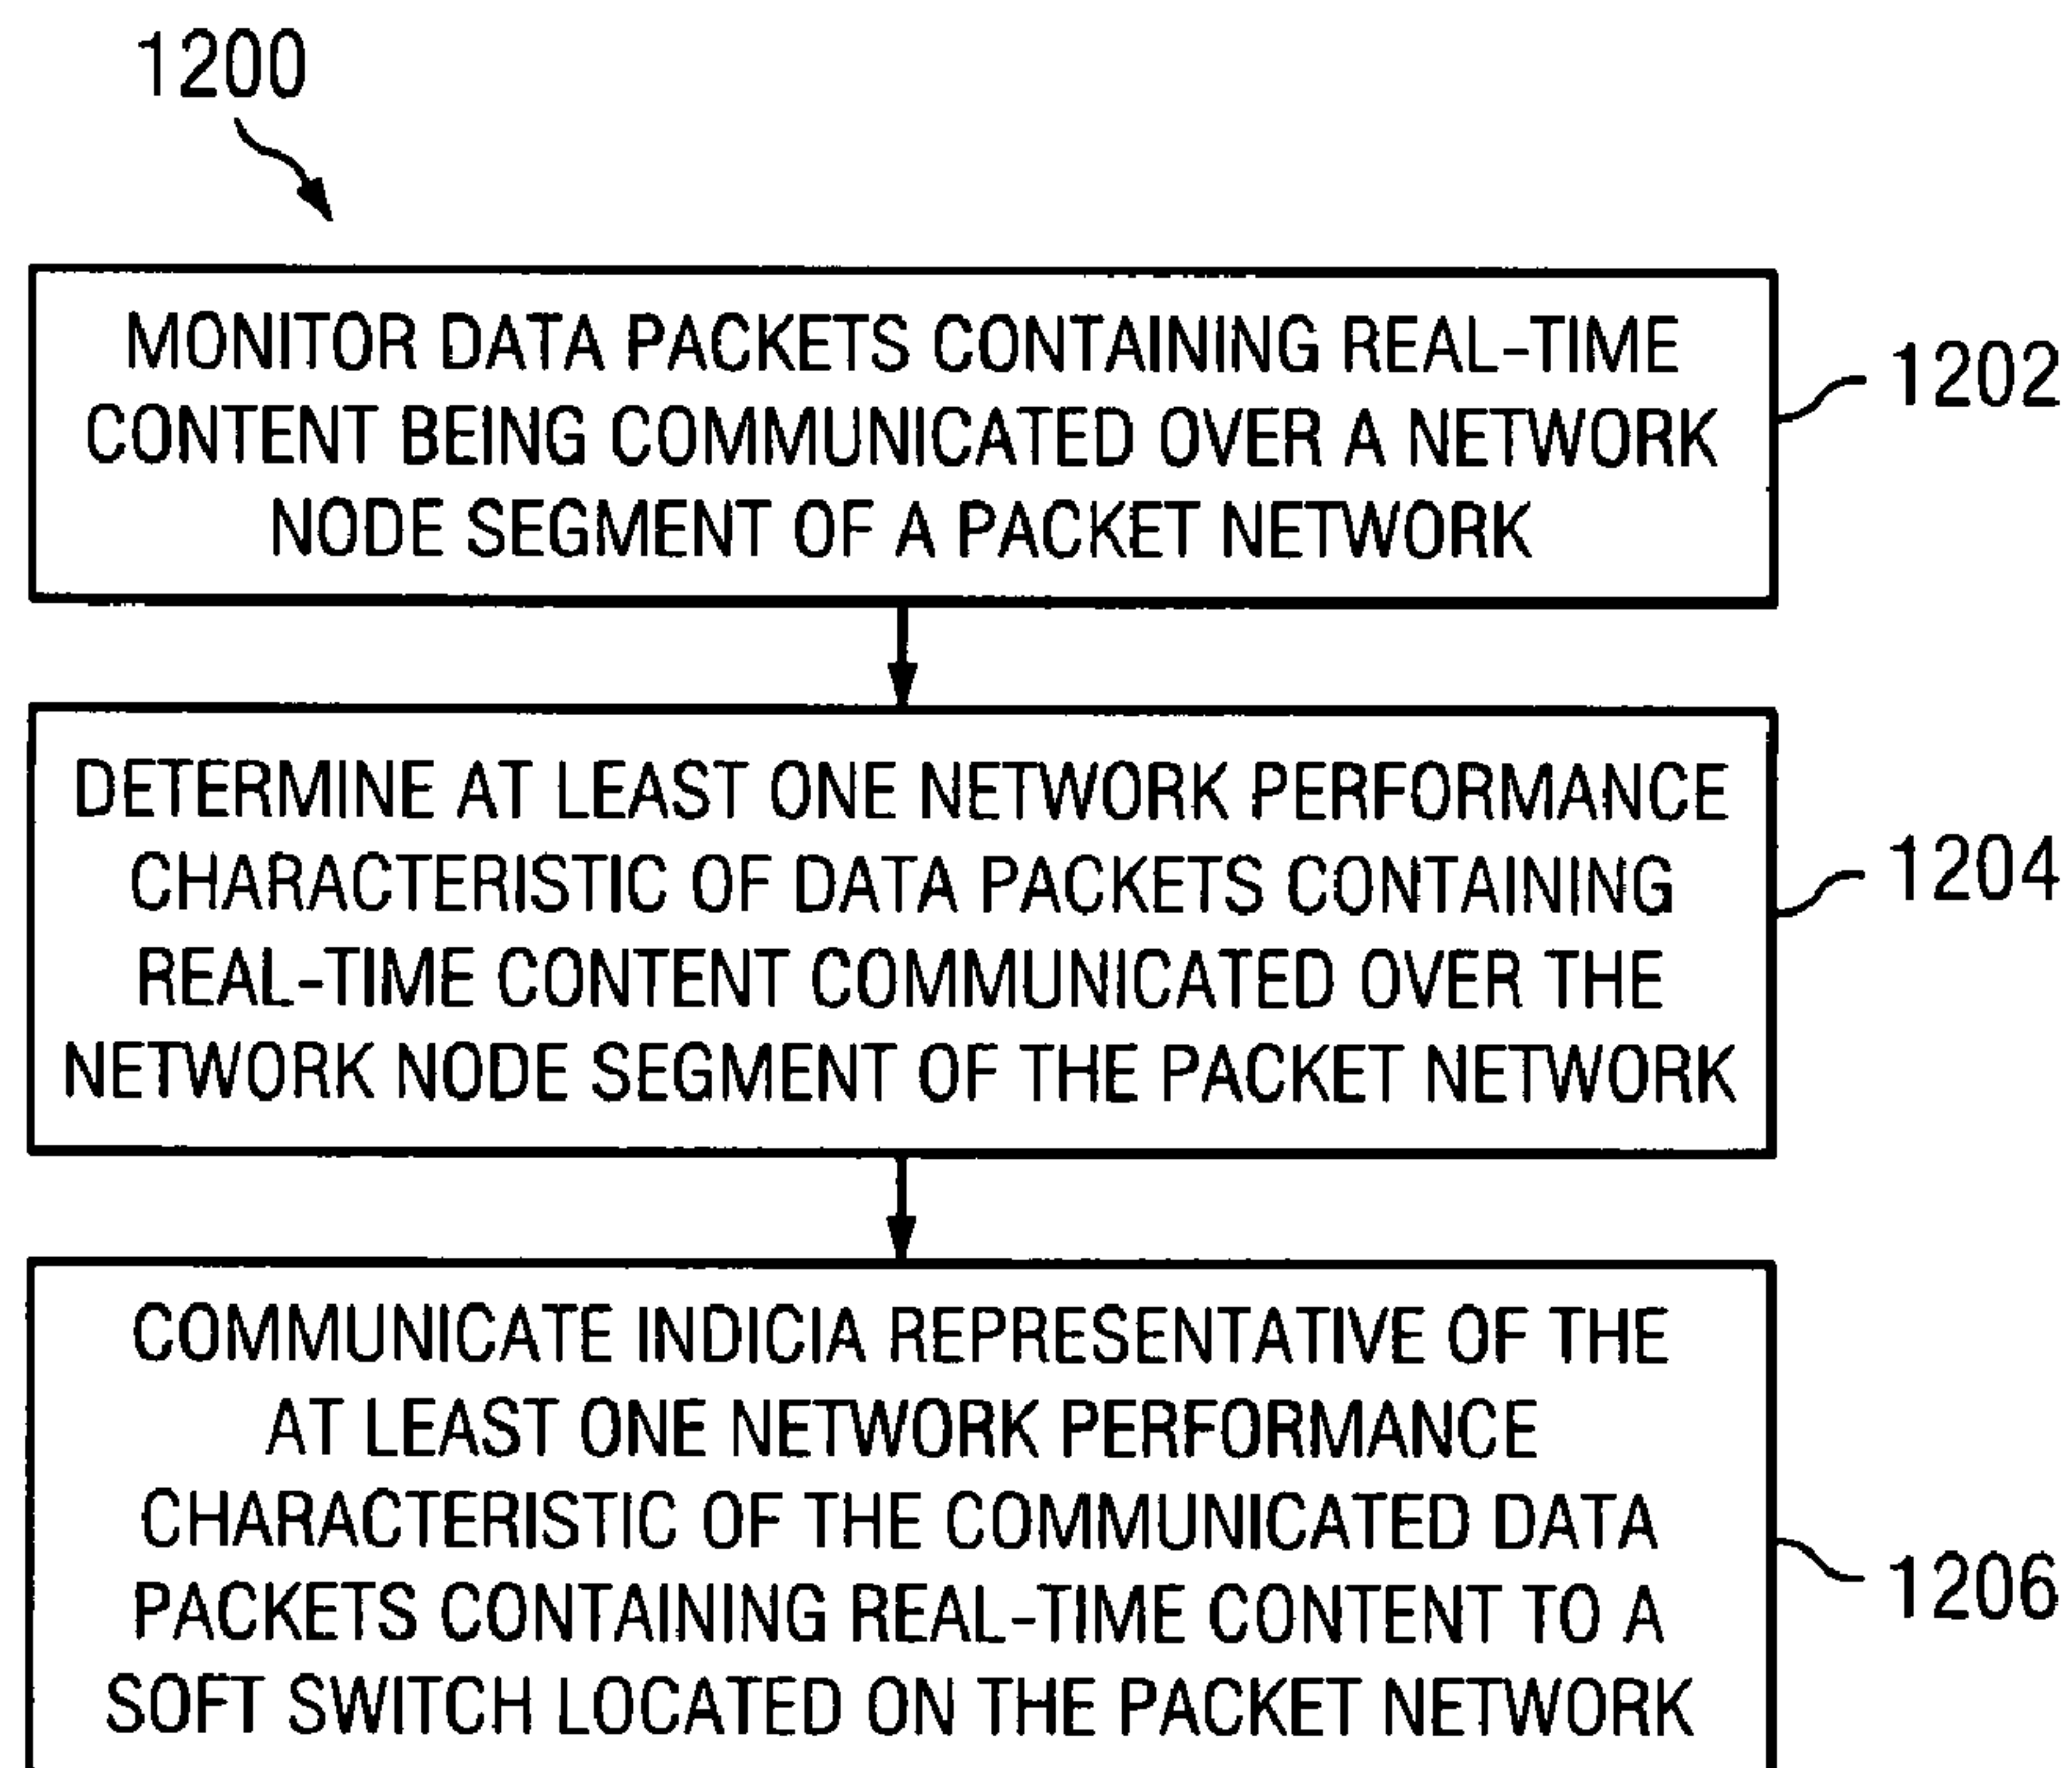 1200
MONITOR DATA PACKETS CONTAINING REAL-TIME
CONTENT BEING COMMUNICATED OVER A NETWORK
NODE SEGMENT OF A PACKET NETWORK
1202
DETERMINE AT LEAST ONE NETWORK PERFORMANCE
CHARACTERISTIC OF DATA PACKETS CONTAINING
REAL-TIME CONTENT COMMUNICATED OVER THE
NETWORK NODE SEGMENT OF THE PACKET NETWORK
1204
COMMUNICATE INDICIA REPRESENTATIVE OF THE
AT LEAST ONE NETWORK PERFORMANCE
CHARACTERISTIC OF THE COMMUNICATED DATA
PACKETS CONTAINING REAL-TIME CONTENT TO A
SOFT SWITCH LOCATED ON THE PACKET NETWORK
1206